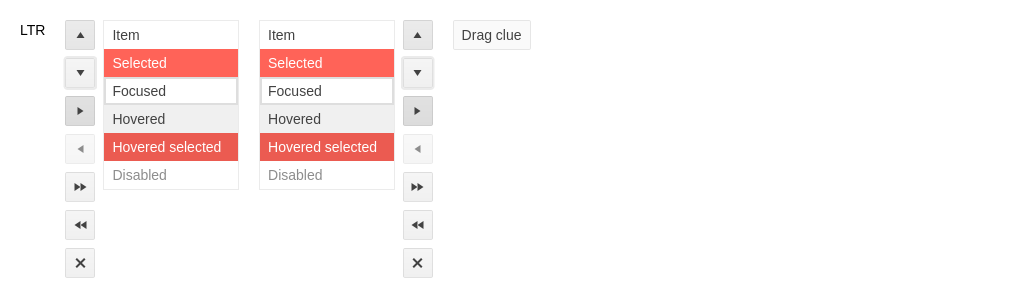 LTR
Item
Selected
Focused
Hovered
Hovered selected
Disabled
Item
Selected
Focused
Hovered
Hovered selected
Disabled
Drag clue